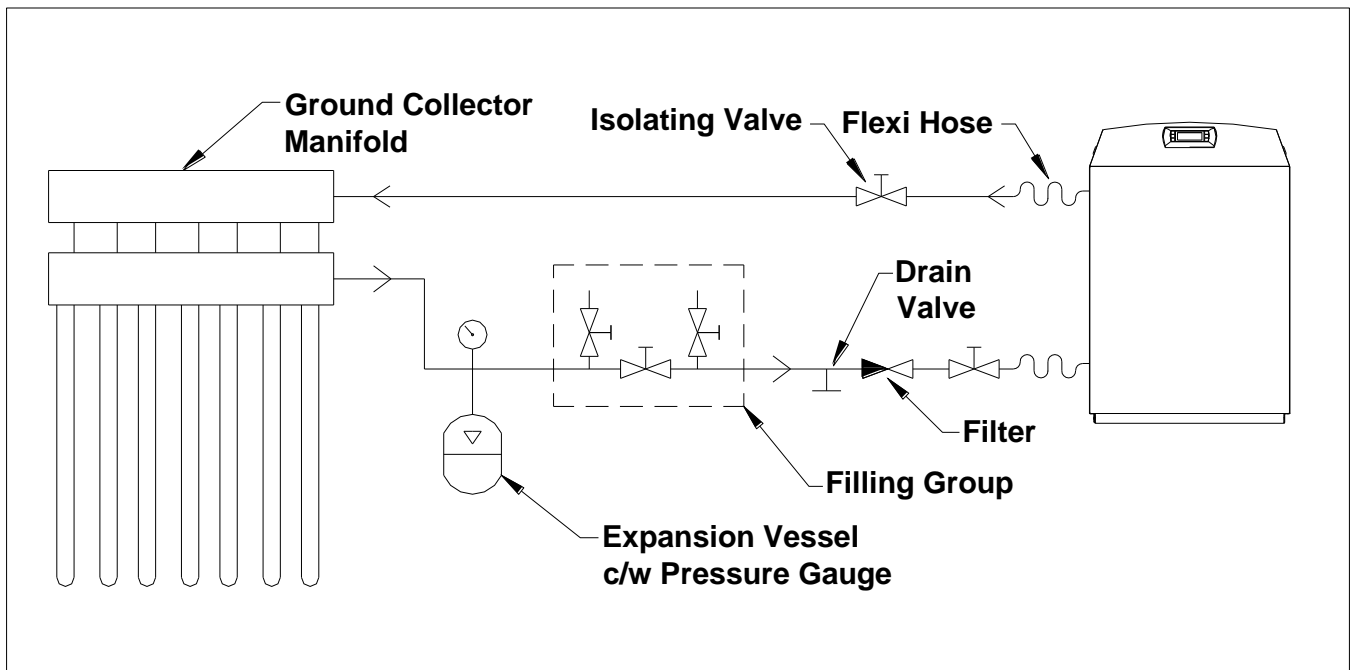 Ground Collector
Manifold
Isolating Valve
Flexi Hose
Drain
Valve
Filter
Filling Group
Expansion Vessel
c/w Pressure Gauge